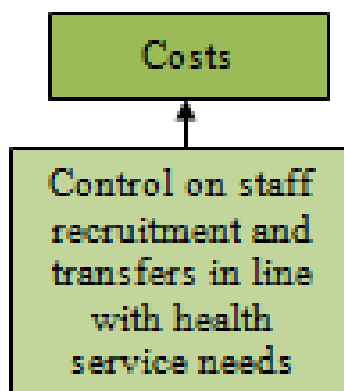 Costs
Control on staff
recruitment and
transfers in line
with health
service needs